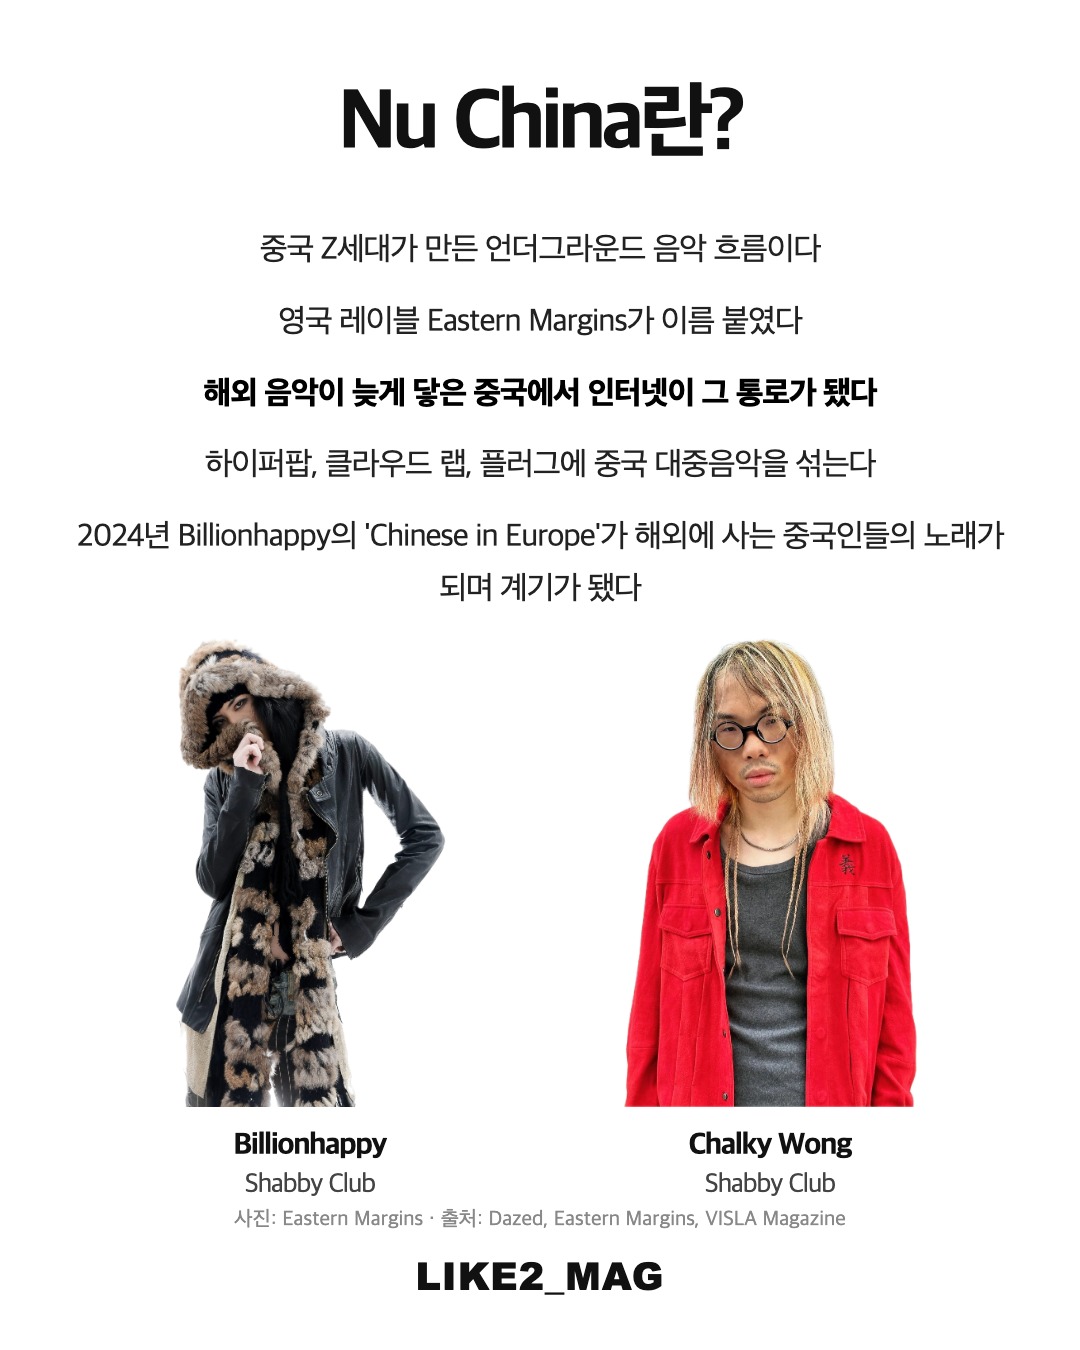 Nu China란?
중국 Z세대가 만든 언더그라운드 음악 흐름이다
영국 레이블 Eastern Margins가 이름 붙였다
해외 음악이 늦게 닿은 중국에서 인터넷이 그 통로가 됐다
하이퍼팝, 클라우드 랩, 플러그에 중국 대중음악을 섞는다
2024년 Billionhappy의 'Chinese in Europe'가 해외에 사는 중국인들의 노래가
되며 계기가 됐다
義
Billionhappy
Chalky Wong
Shabby Club
Shabby Club
사진: Eastern Margins · 출처: Dazed, Eastern Margins, VISLA Magazine
LIKE2_MAG